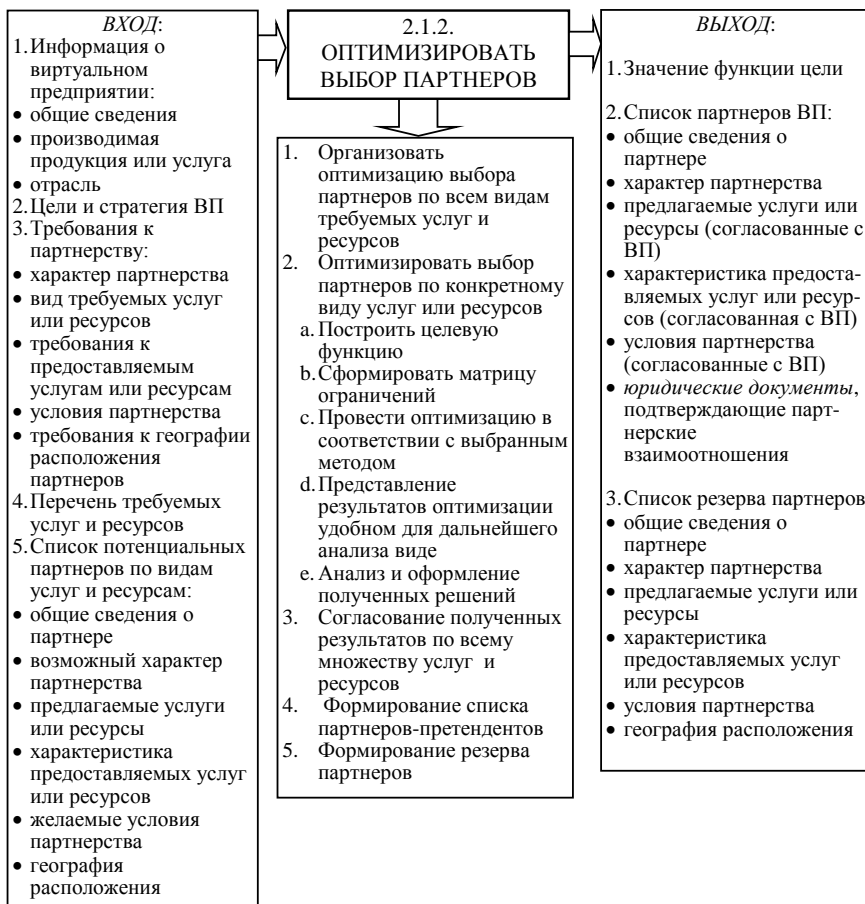 ВХОД:
1.Информация о
виртуальном
предприятии:
• общие сведения
• производимая
продукция или услуга
• отрасль
2.Цели и стратегия ВП
3.Требования к
партнерству:
• характер партнерства
• вид требуемых услуг
или ресурсов
• требования к
предоставляемым
услугам или ресурсам
• условия партнерства
• требования к географии
расположения
партнеров
4.Перечень требуемых
услуг и ресурсов
5.Список потенциальных
партнеров по видам
услуг и ресурсам:
• общие сведения о
партнере
• возможный характер
партнерства
• предлагаемые услуги
или ресурсы
• характеристика
предоставляемых услуг
или ресурсов
• желаемые условия
партнерства
• география
расположения
2.1.2.
ОПТИМИЗИРОВАТЬ
ВЫБОР ПАРТНЕРОВ
1. Организовать
оптимизацию выбора
партнеров по всем видам
требуемых услуг и
ресурсов
2. Оптимизировать выбор
партнеров по конкретному
виду услуг или ресурсов
a. Построить целевую
функцию
b. Сформировать матрицу
ограничений
c. Провести оптимизацию в
соответствии с выбранным
методом
d. Представление
результатов оптимизации
удобном для дальнейшего
анализа виде
e. Анализ и оформление
полученных решений
3. Согласование полученных
результатов по всему
множеству услуг и
ресурсов
4. Формирование списка
партнеров-претендентов
5. Формирование резерва
партнеров
ВЫХОД:
1.Значение функции цели
2.Список партнеров ВП:
• общие сведения о
партнере
• характер партнерства
• предлагаемые услуги или
ресурсы (согласованные с
ВП)
• характеристика предоста-
вляемых услуг или ресур-
сов (согласованная с ВП)
• условия партнерства
(согласованные с ВП)
• юридические документы,
подтверждающие парт-
нерские
взаимоотношения
3.Список резерва партнеров
• общие сведения о
партнере
• характер партнерства
• предлагаемые услуги или
ресурсы
• характеристика
предоставляемых услуг
или ресурсов
• условия партнерства
• география расположения